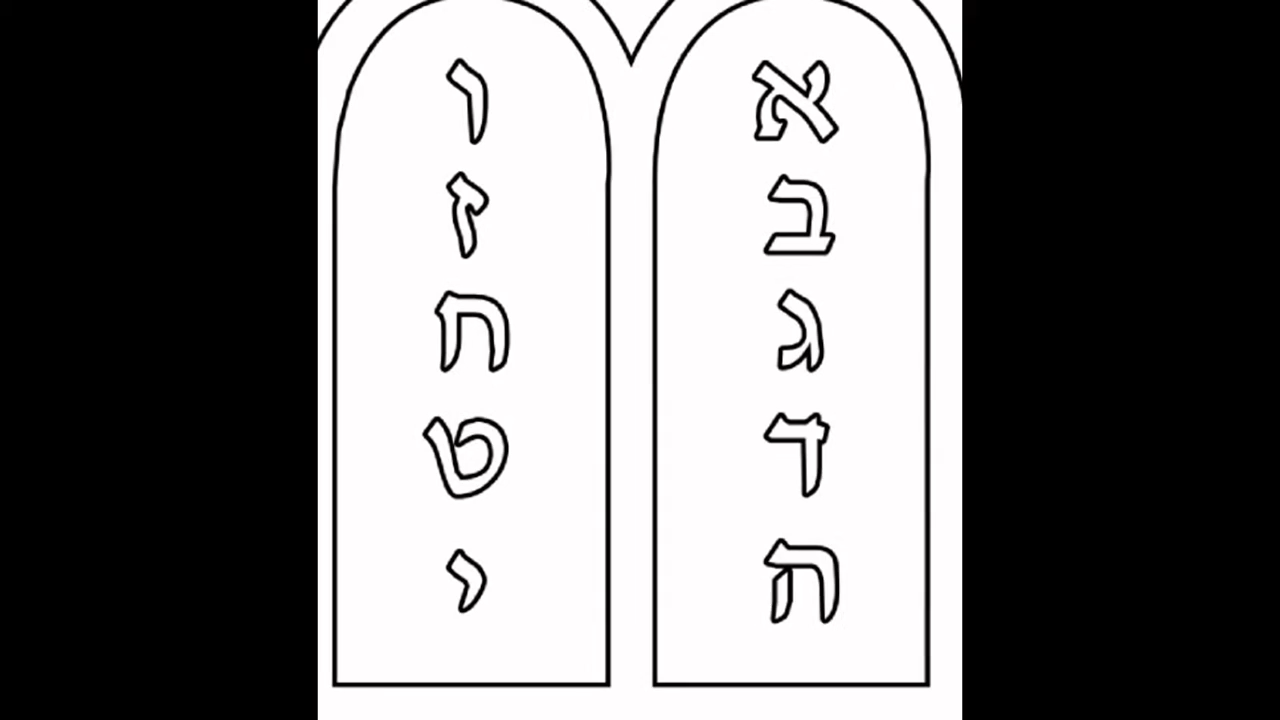 א
ב
ג
ד
ה
ו
ז
ח
ט
י